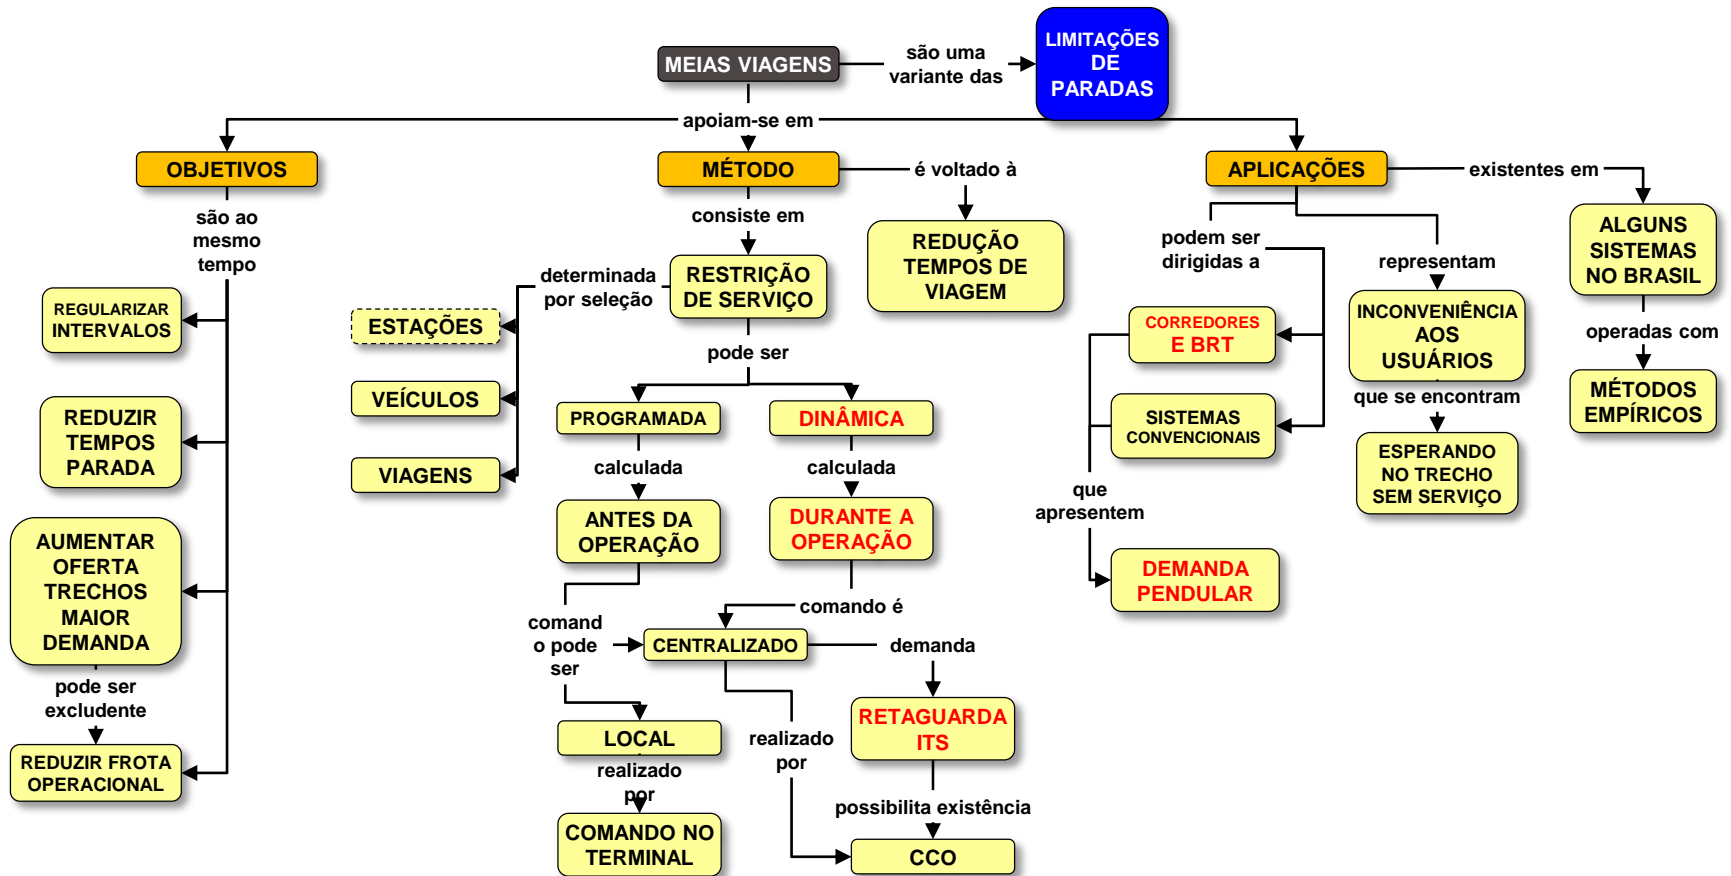 MEIAS VIAGENS
são uma
variante das
LIMITAÇÕES
DE
PARADAS
apoiam-se em
OBJETIVOS
MÉTODO
é voltado à
APLICAÇÕES
existentes em
são ao
mesmo
tempo
REGULARIZAR
INTERVALOS
REDUZIR
TEMPOS
PARADA
AUMENTAR
OFERTA
TRECHOS
MAIOR
DEMANDA
pode ser
excludente
REDUZIR FROTA
OPERACIONAL
consiste em
RESTRIÇÃO
DE SERVIÇO
REDUÇÃO
TEMPOS DE
VIAGEM
determinada
por seleção
ESTAÇÕES
VEÍCULOS
VIAGENS
pode ser
PROGRAMADA
DINÂMICA
calculada
calculada
ANTES DA
OPERAÇÃO
DURANTE A
OPERAÇÃO
comando é
comand
o pode
ser
CENTRALIZADO
demanda
LOCAL
realizado
por
COMANDO NO
TERMINAL
realizado
por
RETAGUARDA
ITS
possibilita existência
CCO
podem ser
dirigidas a
CORREDORES
E BRT
SISTEMAS
CONVENCIONAIS
que
apresentem
DEMANDA
PENDULAR
representam
INCONVENIÊNCIA
AOS
USUÁRIOS
que se encontram
ESPERANDO
NO TRECHO
SEM SERVIÇO
ALGUNS
SISTEMAS
NO BRASIL
operadas com
MÉTODOS
EMPÍRICOS